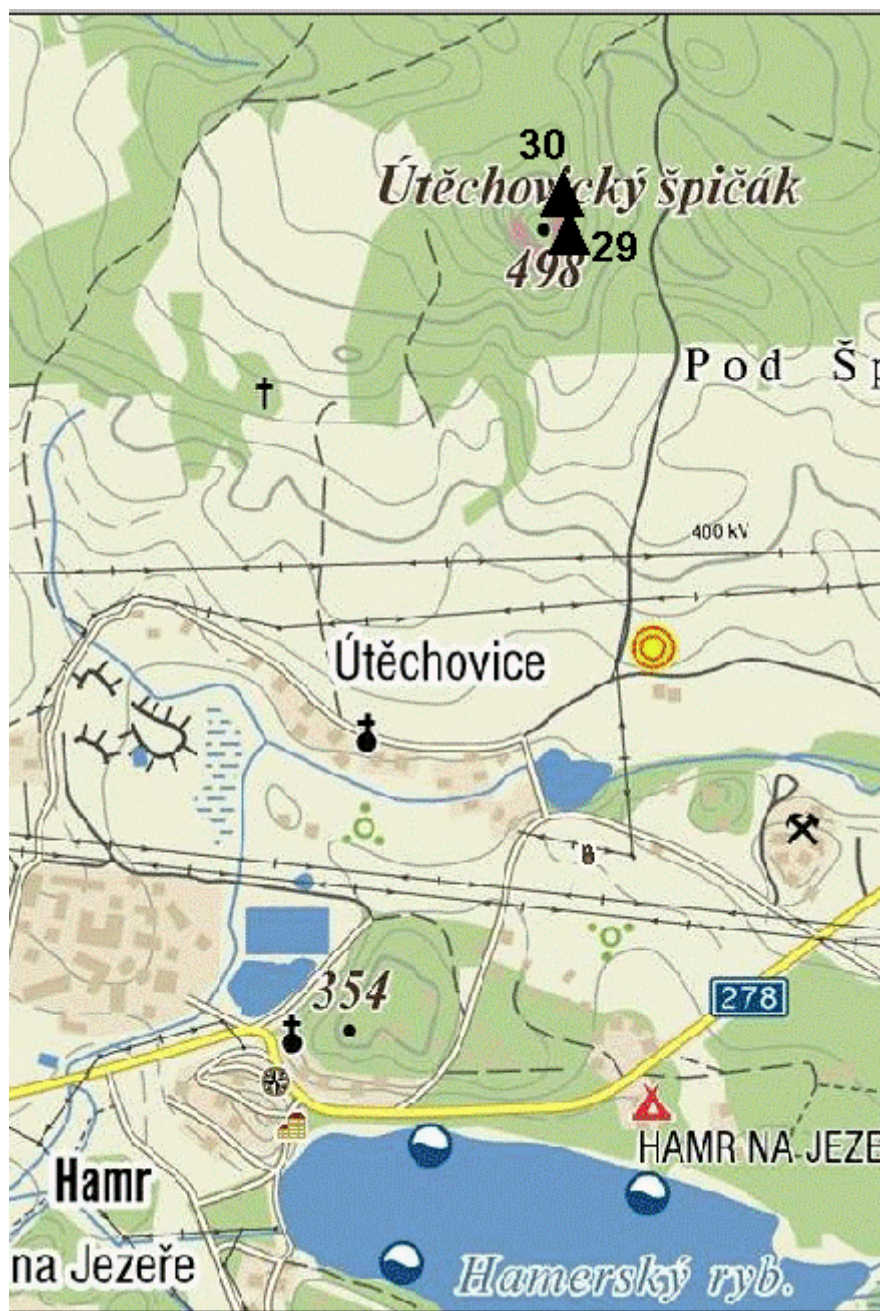 30
Útěchovický špičák
29
498
Pod Šp
400 kV
Útěchovice
354
278
HAMR NA JEZE
Hamr
na Jezeře
Hamerský ryb.